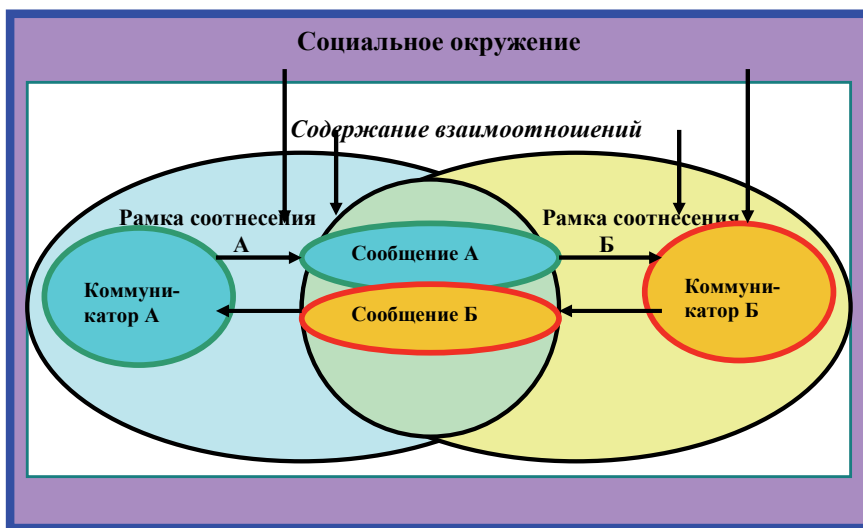 Социальное окружение
Содержание взаимоотношений
Рамка соотнесения
А
Рамка соотнесения
Б
Коммуни-
катор А
Сообщение А
Сообщение Б
Коммуни-
катор Б